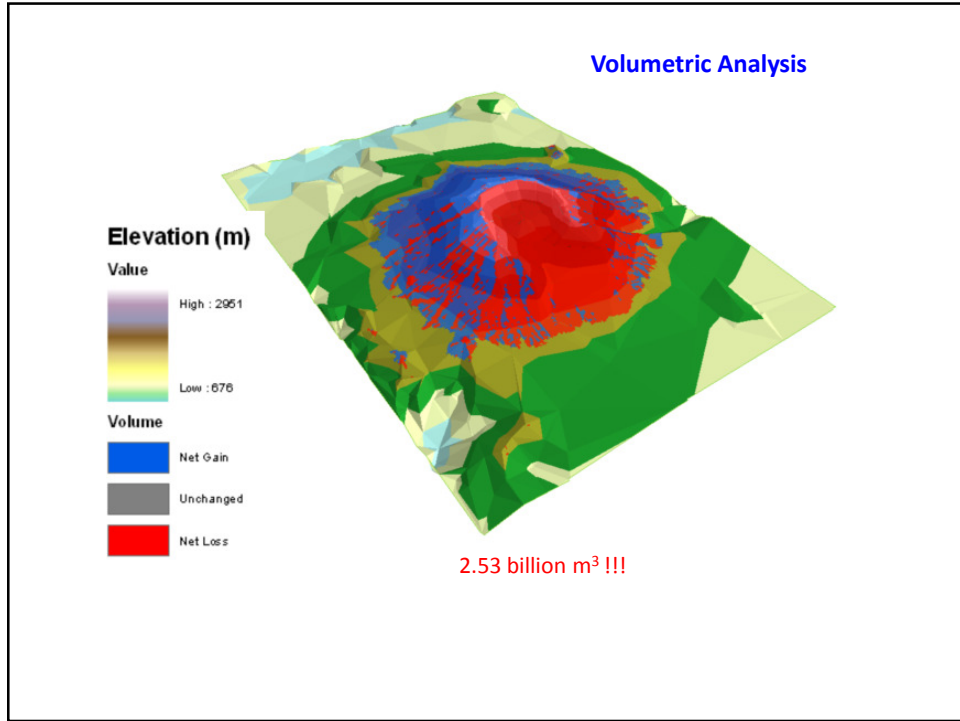 Volumetric Analysis
Elevation (m)
Value
High : 2951
Low : 676
Volume
Net Gain
Unchanged
Net Loss
2.53 billion m³ !!!